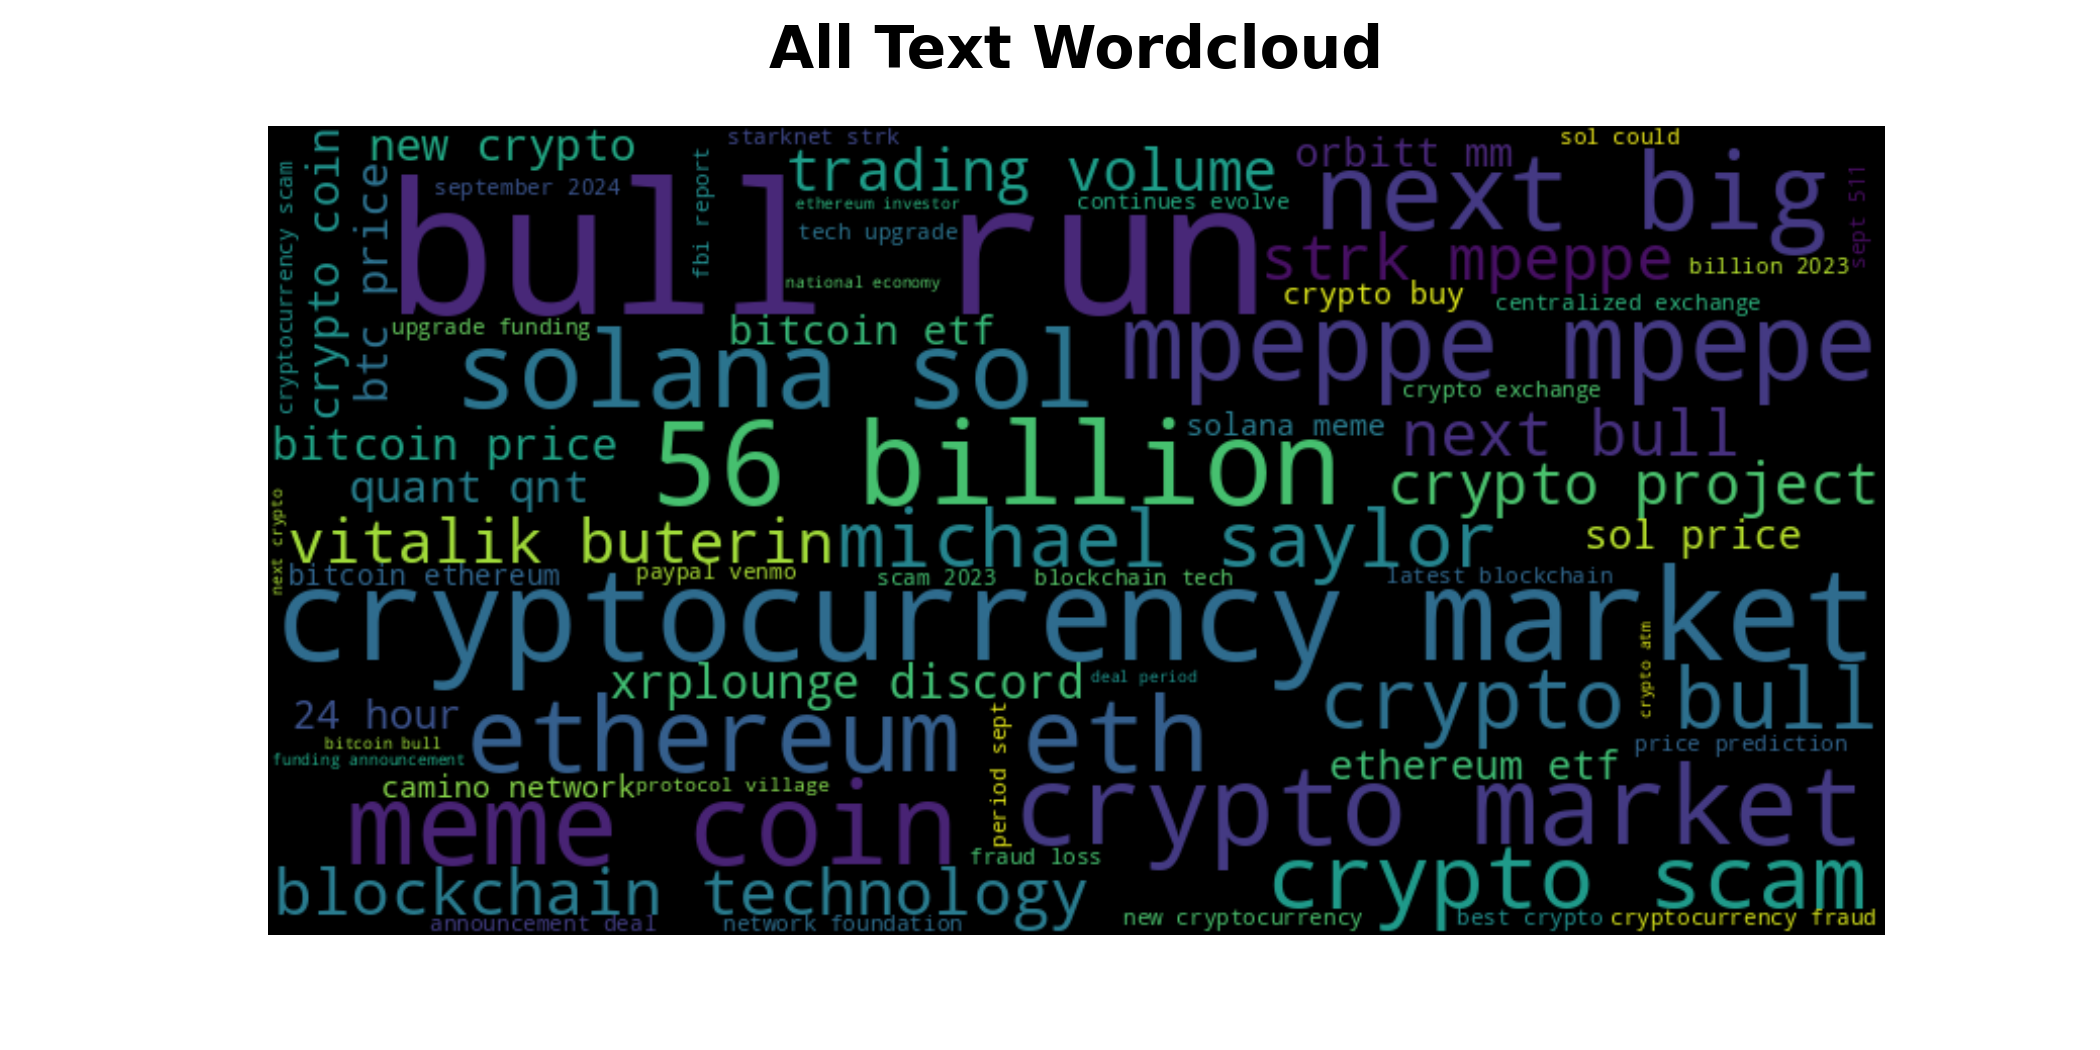 All Text Wordcloud
new crypto
starknet strk
sol could
trading volume
orbitt mm
next big
september 2024
fbi report
ethereum investor
continues evolve
bull run
tech upgrade
strk mpeppe
sept 511
billion 2023
cryptocurrency scam
crypto coin
btc price
national economy
crypto buy
centralized exchange
upgrade funding
bitcoin etf
mpeppe mpepe
solana sol
crypto exchange
bitcoin price
56 billion
solana meme
next bull
quant qnt
crypto project
next crypto
vitalik buterin
michael saylor
sol price
bitcoin ethereum
paypal venmo
scam 2023
blockchain tech
latest blockchain
cryptocurrency market
crypto atm
xrplounge discord
deal period
crypto bull
24 hour
ethereum eth
period sept
bitcoin bull
price prediction
funding announcement
ethereum etf
camino network
protocol village
meme coin
crypto market
fraud loss
crypto scam
blockchain technology
announcement deal
network foundation
new cryptocurrency
best crypto
cryptocurrency fraud